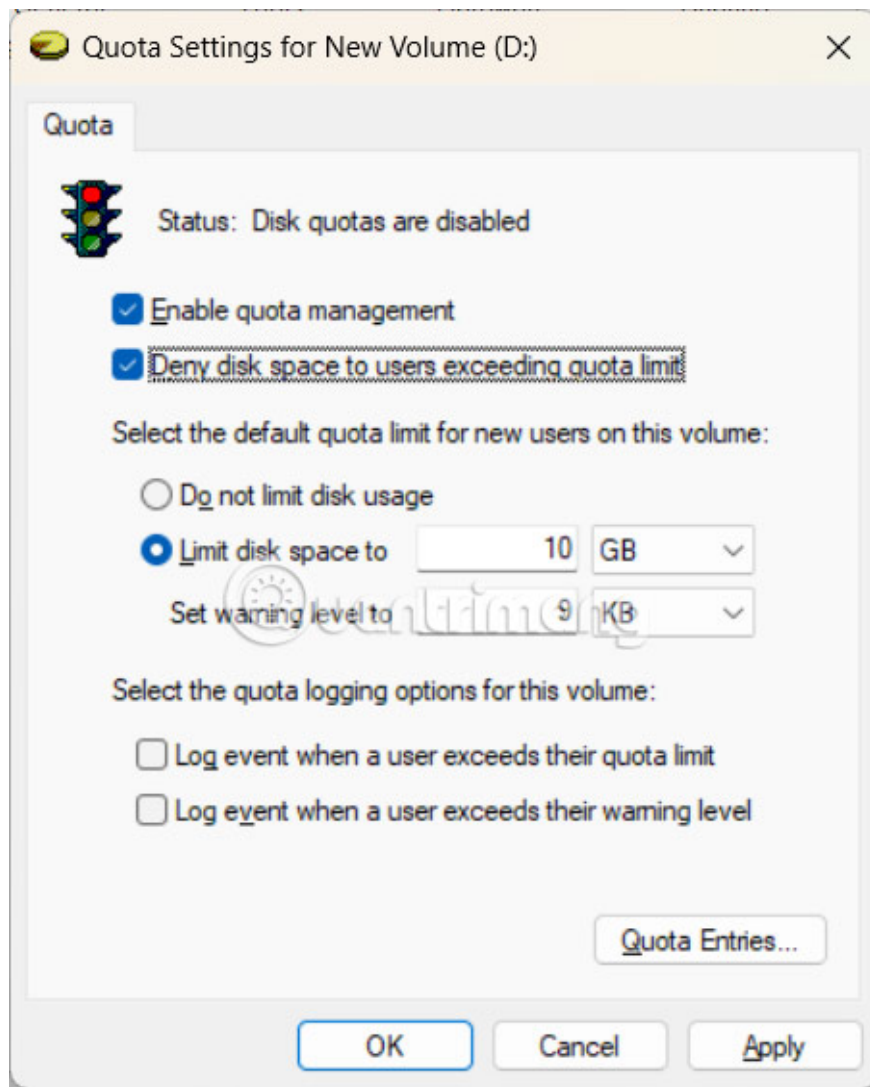 Quota Settings for New Volume (D:)
Quota
Status: Disk quotas are disabled
Enable quota management
Deny disk space to users exceeding quota limit
Select the default quota limit for new users on this volume:
Do not limit disk usage
Limit disk space to 10 GB
Set warning level to 9 KB
Quantrimang
Select the quota logging options for this volume:
Log event when a user exceeds their quota limit
Log event when a user exceeds their warning level
Quota Entries...
OK Cancel Apply